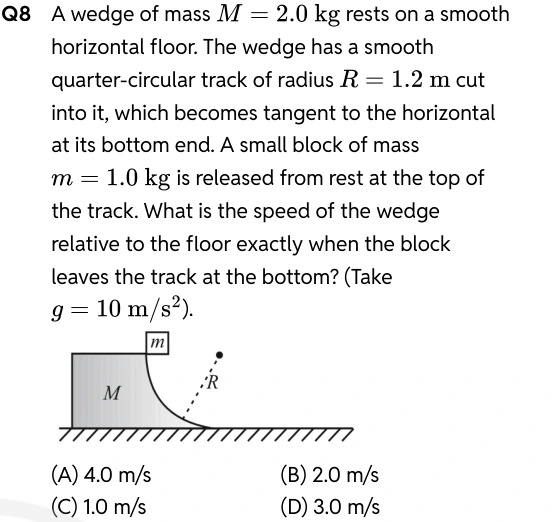 Q8 A wedge of mass M = 2.0 kg rests on a smooth
horizontal floor. The wedge has a smooth
quarter-circular track of radius R = 1.2 m cut
into it, which becomes tangent to the horizontal
at its bottom end. A small block of mass
m = 1.0 kg is released from rest at the top of
the track. What is the speed of the wedge
relative to the floor exactly when the block
leaves the track at the bottom? (Take
g = 10 m/s²).
m
R
M
(A) 4.0 m/s (B) 2.0 m/s
(C) 1.0 m/s (D) 3.0 m/s